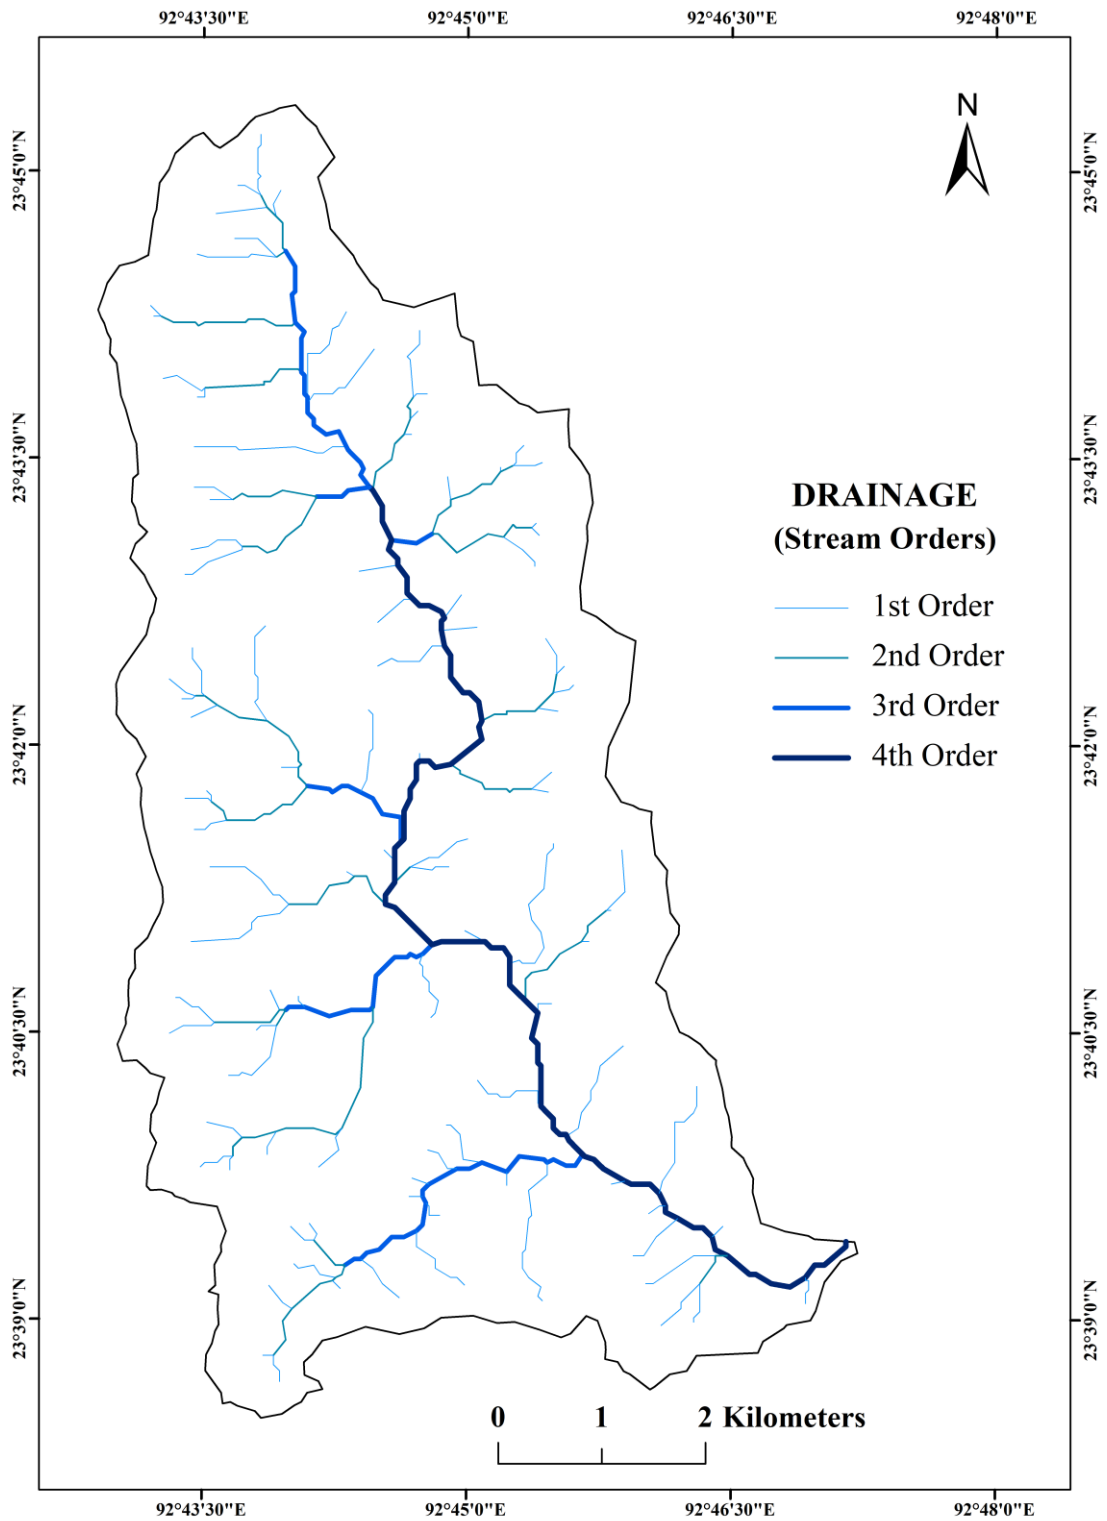 92°43'30"E
92°45'0"E
92°46'30"E
92°48'0"E
N
23°45'0"N
23°45'0"N
23°43'30"N
23°43'30"N
DRAINAGE
(Stream Orders)
1st Order
2nd Order
3rd Order
4th Order
23°42'0"N
23°42'0"N
23°40'30"N
23°40'30"N
23°39'0"N
23°39'0"N
0 1 2 Kilometers
92°43'30"E
92°45'0"E
92°46'30"E
92°48'0"E